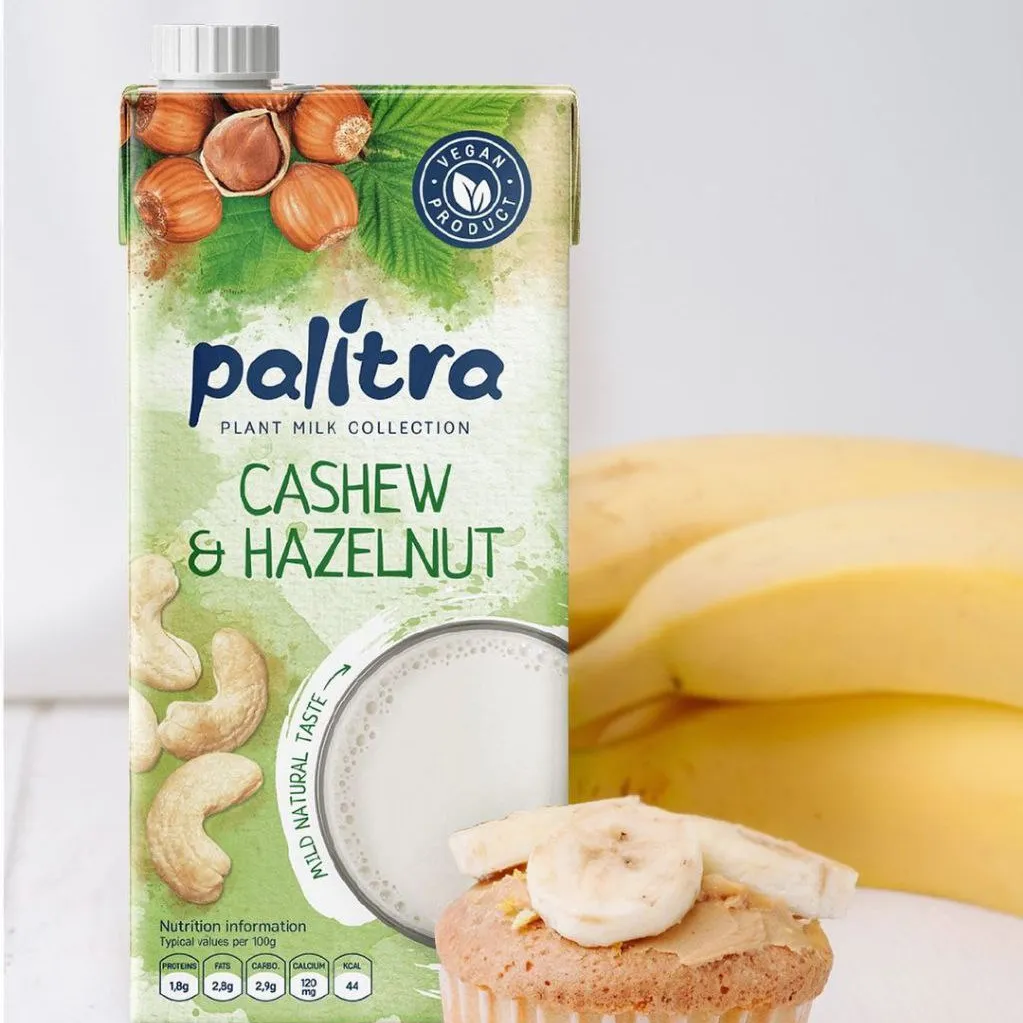 VEGAN
PRODUCT
palitra
PLANT MILK COLLECTION
CASHEW
& HAZELNUT
MILD NATURAL TASTE
Nutrition information
Typical values per 100g
PROTEINS FATS CARBO. CALCIUM KCAL
1,8g 2,8g 2,9g 120 mg 44